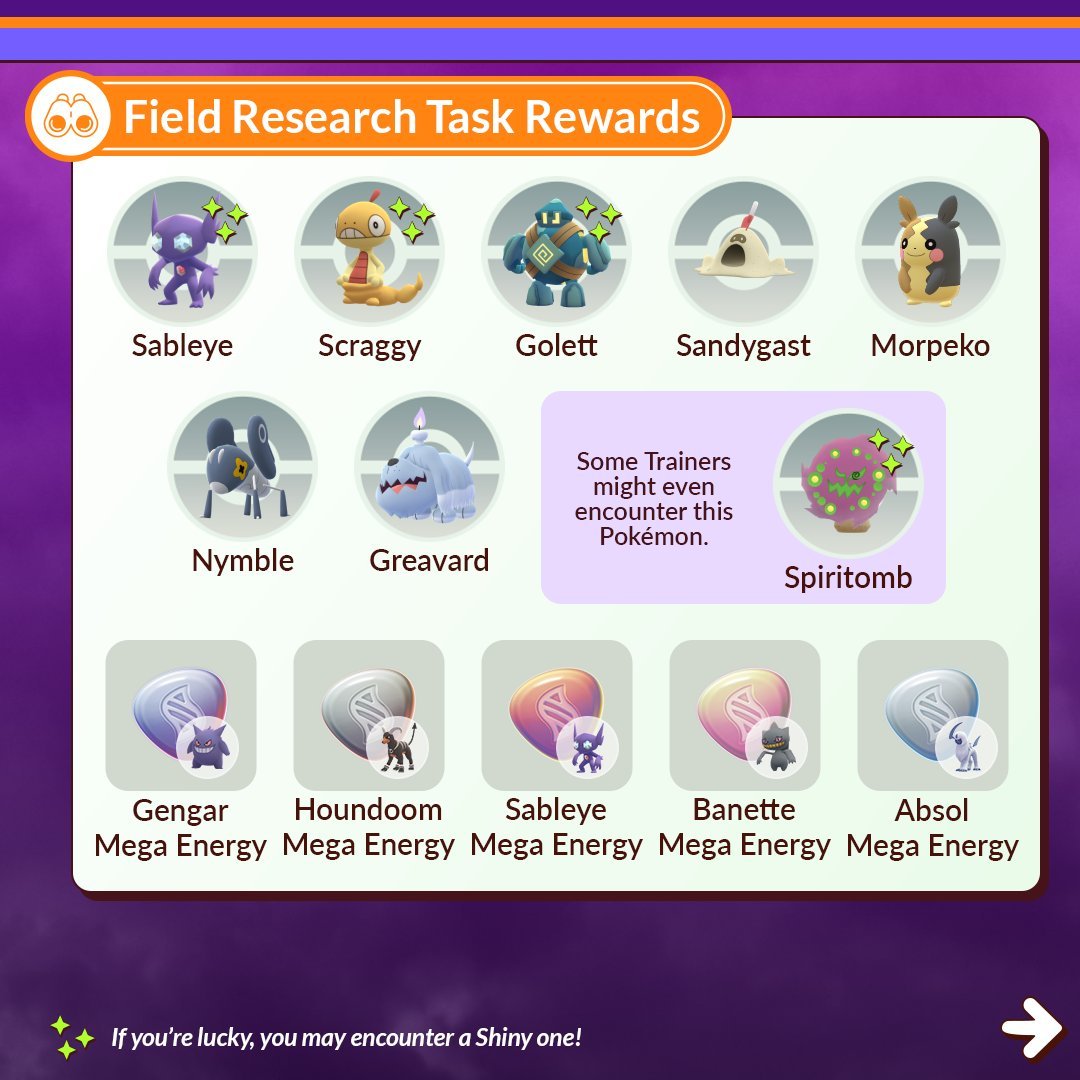 Field Research Task Rewards
Sableye
Scraggy
Golett
Sandygast
Morpeko
Nymble
Greavard
Some Trainers
might even
encounter this
Pokémon.
Spiritomb
Gengar
Mega Energy
Houndoom
Mega Energy
Sableye
Mega Energy
Banette
Mega Energy
Absol
Mega Energy
If you're lucky, you may encounter a Shiny one!